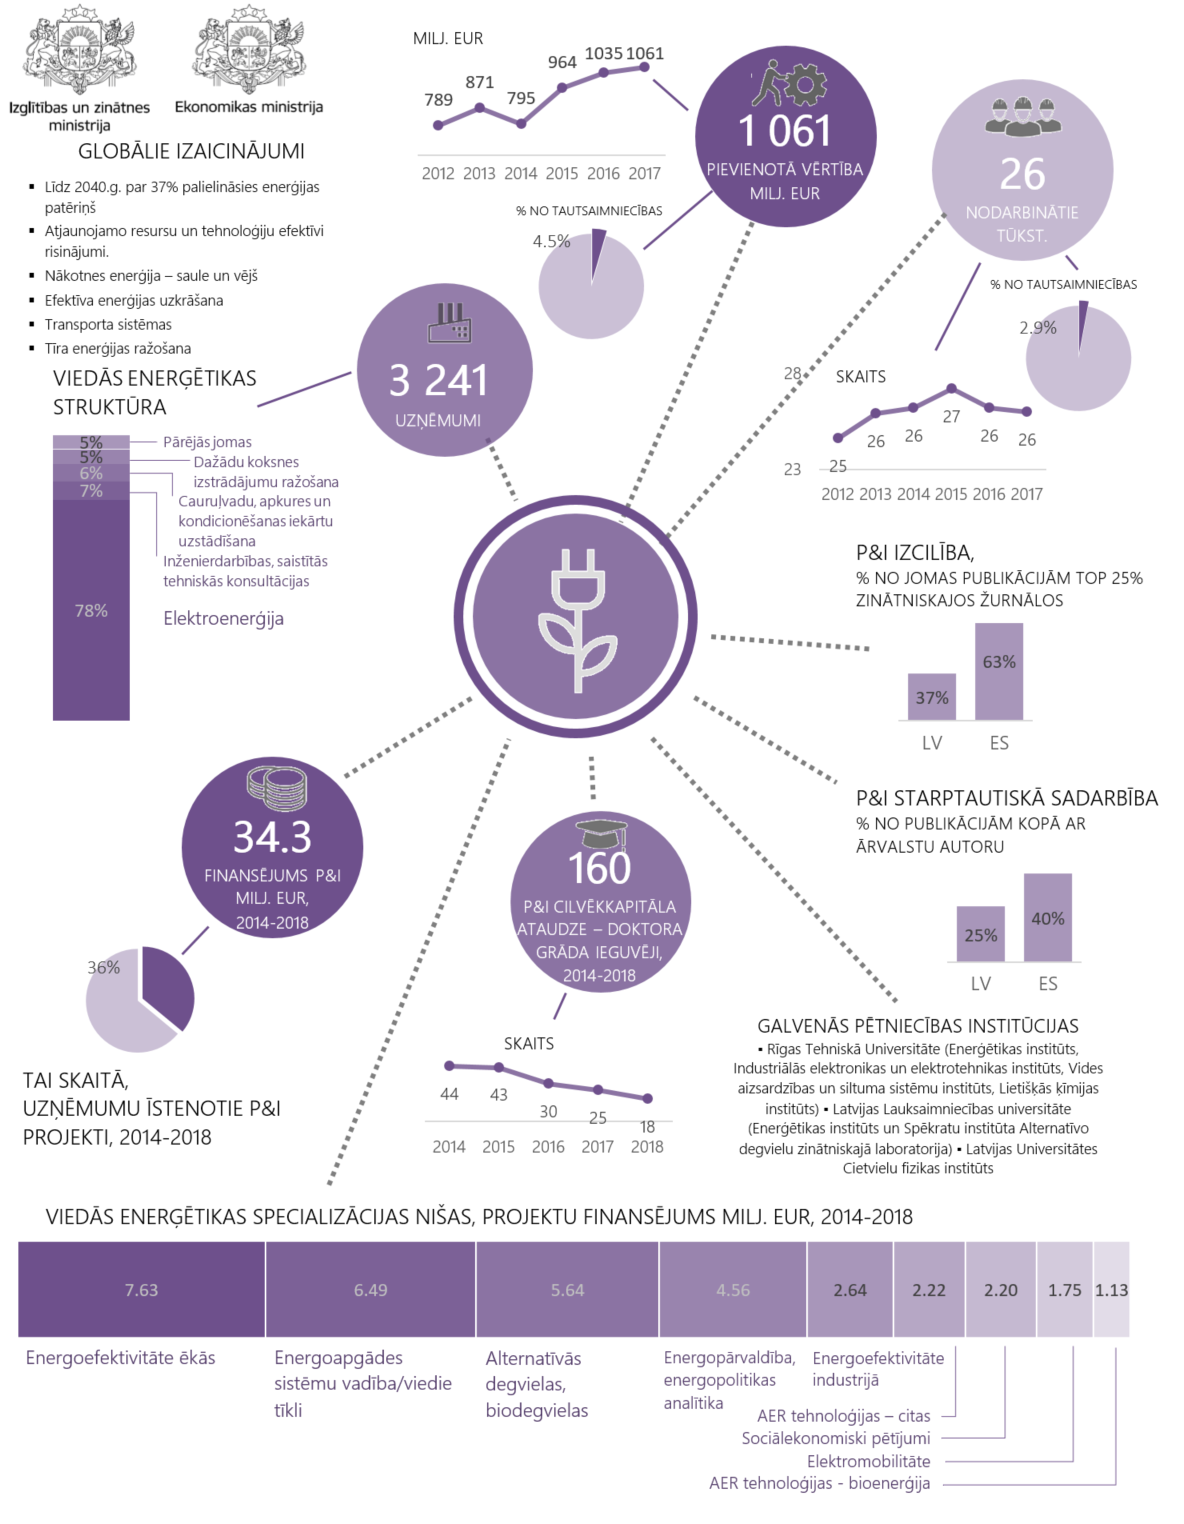 Izglītības un zinātnes
ministrija
Ekonomikas ministrija
GLOBĀLIE IZAICINĀJUMI
▪ Līdz 2040.g. par 37% palielināsies enerģijas
patēriņš
▪ Atjaunojamo resursu un tehnoloģiju efektīvi
risinājumi.
▪ Nākotnes enerģija – saule un vējš
▪ Efektīva enerģijas uzkrāšana
▪ Transporta sistēmas
▪ Tīra enerģijas ražošana
MILJ. EUR
789 871 795 964 1035 1061
2012 2013 2014 2015 2016 2017
1 061
PIEVIENOTĀ VĒRTĪBA
MILJ. EUR
% NO TAUTSAIMNIECĪBAS
4.5%
26
NODARBINĀTIE
TŪKST.
% NO TAUTSAIMNIECĪBAS
2.9%
SKAITS
28
23
25 26 26 27 26 26
2012 2013 2014 2015 2016 2017
3 241
UZŅĒMUMI
VIEDĀS ENERĢĒTIKAS
STRUKTŪRA
5%
5%
6%
7%
78%
Pārējās jomas
Dažādu koksnes
izstrādājumu ražošana
Cauruļvadu, apkures un
kondicionēšanas iekārtu
uzstādīšana
Inženierdarbības, saistītās
tehniskās konsultācijas
Elektroenerģija
P&I IZCILĪBA,
% NO JOMAS PUBLIKĀCIJĀM TOP 25%
ZINĀTNISKAJOS ŽURNĀLOS
37% 63%
LV ES
P&I STARPTAUTISKĀ SADARBĪBA
% NO PUBLIKĀCIJĀM KOPĀ AR
ĀRVALSTU AUTORU
25% 40%
LV ES
34.3
FINANSĒJUMS P&I
MILJ. EUR,
2014-2018
36%
TAI SKAITĀ,
UZŅĒMUMU ĪSTENOTIE P&I
PROJEKTI, 2014-2018
160
P&I CILVĒKKAPITĀLA
ATAUDZE – DOKTORA
GRĀDA IEGUVĒJI,
2014-2018
SKAITS
44 43 30 25 18
2014 2015 2016 2017 2018
GALVENĀS PĒTNIECĪBAS INSTITŪCIJAS
▪ Rīgas Tehniskā Universitāte (Enerģētikas institūts,
Industriālās elektronikas un elektrotehnikas institūts, Vides
aizsardzības un siltuma sistēmu institūts, Lietišķās ķīmijas
institūts) ▪ Latvijas Lauksaimniecības universitāte
(Enerģētikas institūts un Spēkratu institūta Alternatīvo
degvielu zinātniskajā laboratorija) ▪ Latvijas Universitātes
Cietvielu fizikas institūts
VIEDĀS ENERĢĒTIKAS SPECIALIZĀCIJAS NIŠAS, PROJEKTU FINANSĒJUMS MILJ. EUR, 2014-2018
7.63 6.49 5.64 4.56 2.64 2.22 2.20 1.75 1.13
Energoefektivitāte ēkās
Energoapgādes
sistēmu vadība/viedie
tīkli
Alternatīvās
degvielas,
biodegvielas
Energopārvaldība,
energopolitikas
analītika
Energoefektivitāte
industrijā
AER tehnoloģijas – citas
Sociālekonomiski pētījumi
Elektromobilitāte
AER tehnoloģijas - bioenerģija